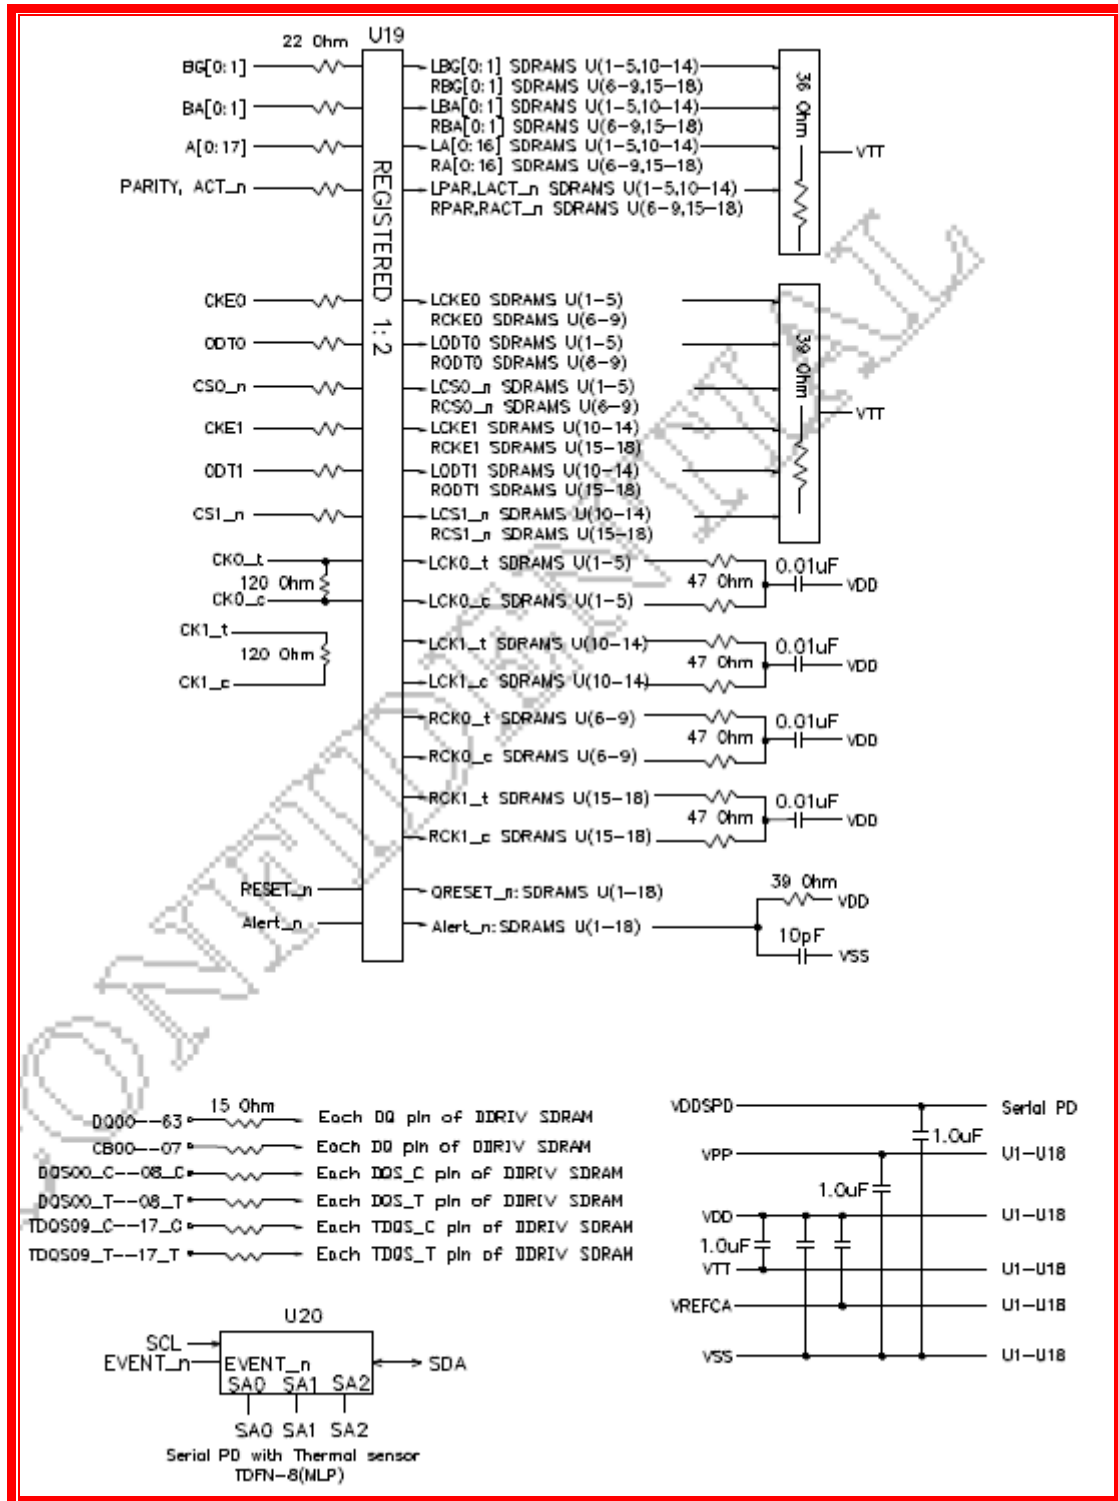 22 Ohm
U19
BG[0:1]
LBG[0:1] SDRAMS U(1-5,10-14)
RBG[0:1] SDRAMS U(6-9,15-18)
BA[0:1]
LBA[0:1] SDRAMS U(1-5,10-14)
RBA[0:1] SDRAMS U(6-9,15-18)
A[0:17]
LA[0:16] SDRAMS U(1-5,10-14)
RA[0:16] SDRAMS U(6-9,15-18)
PARITY, ACT_n
LPAR,LACT_n SDRAMS U(1-5,10-14)
RPAR,RACT_n SDRAMS U(6-9,15-18)
36 Ohm
VTT
REGISTERED 1:2
CKE0
LCKE0 SDRAMS U(1-5)
RCKE0 SDRAMS U(6-9)
ODT0
LODT0 SDRAMS U(1-5)
RODT0 SDRAMS U(6-9)
CS0_n
LCS0_n SDRAMS U(1-5)
RCS0_n SDRAMS U(6-9)
CKE1
LCKE1 SDRAMS U(10-14)
RCKE1 SDRAMS U(15-18)
ODT1
LODT1 SDRAMS U(10-14)
RODT1 SDRAMS U(15-18)
CS1_n
LCS1_n SDRAMS U(10-14)
RCS1_n SDRAMS U(15-18)
39 Ohm
VTT
CK0_t
120 Ohm
CK0_c
LCK0_t SDRAMS U(1-5)
LCK0_c SDRAMS U(1-5)
47 Ohm
0.01uF
VDD
CK1_t
120 Ohm
CK1_c
LCK1_t SDRAMS U(10-14)
LCK1_c SDRAMS U(10-14)
47 Ohm
0.01uF
VDD
RCK0_t SDRAMS U(6-9)
RCK0_c SDRAMS U(6-9)
47 Ohm
0.01uF
VDD
RCK1_t SDRAMS U(15-18)
RCK1_c SDRAMS U(15-18)
47 Ohm
0.01uF
VDD
RESET_n
QRESET_n: SDRAMS U(1-18)
Alert_n
Alert_n: SDRAMS U(1-18)
39 Ohm
VDD
10pF
VSS
CONFIDENTIAL
15 Ohm
DQ00--63 Each DQ pin of DDRIV SDRAM
CB00--07 Each DQ pin of DDRIV SDRAM
DQS00_C--08_C Each DQS_C pin of DDRIV SDRAM
DQS00_T--08_T Each DQS_T pin of DDRIV SDRAM
TDQS09_C--17_C Each TDQS_C pin of DDRIV SDRAM
TDQS09_T--17_T Each TDQS_T pin of DDRIV SDRAM
VDDSPD Serial PD
1.0uF
VPP U1-U18
1.0uF
VDD U1-U18
1.0uF
VTT U1-U18
VREFCA U1-U18
VSS U1-U18
U20
SCL
EVENT_n
EVENT_n
SDA
SA0 SA1 SA2
SA0 SA1 SA2
Serial PD with Thermal sensor
TDFN-8(MLP)